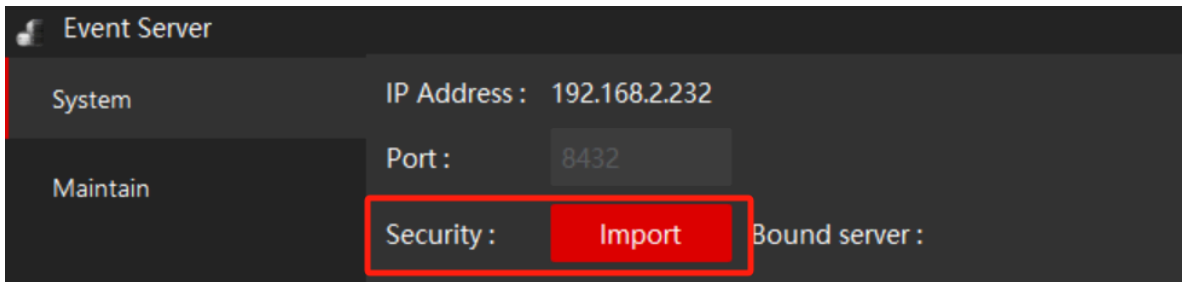 Event Server
System
IP Address : 192.168.2.232
Port : 8432
Maintain
Security : Import Bound server :